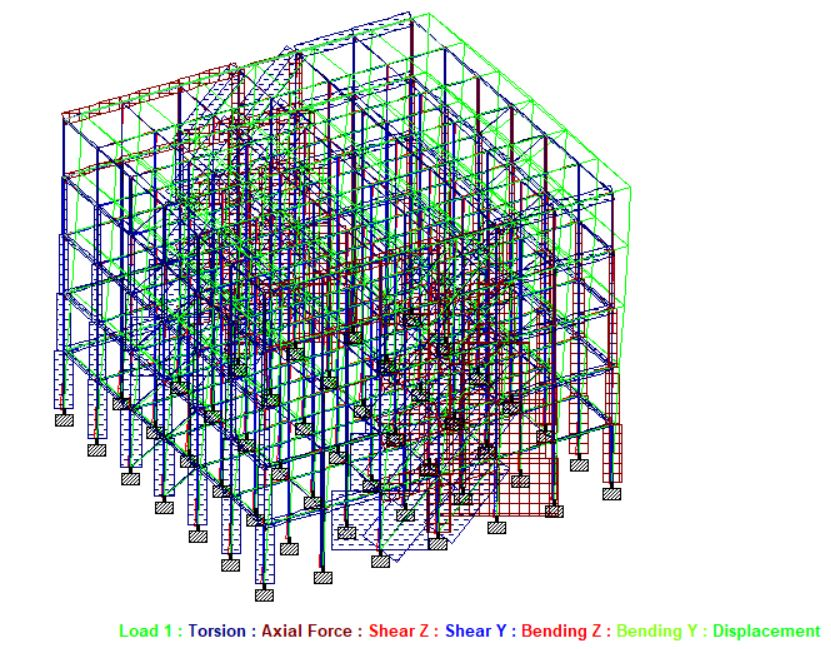 Load 1 : Torsion : Axial Force : Shear Z : Shear Y : Bending Z : Bending Y : Displacement